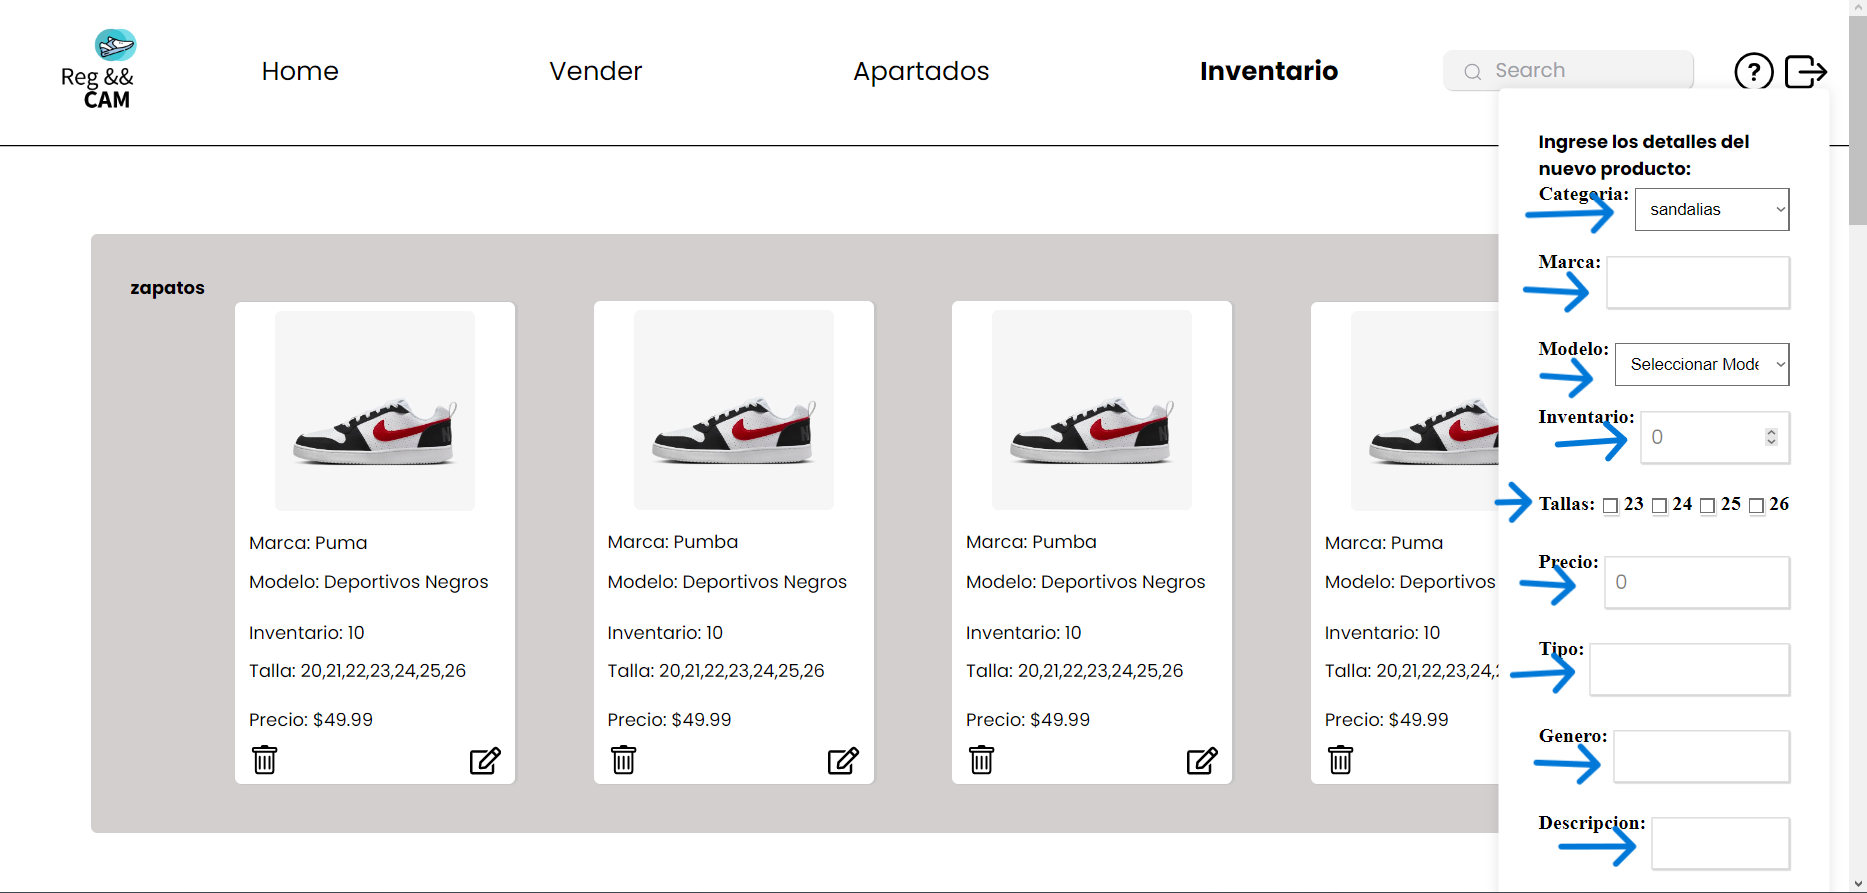 Reg &&
CAM
Home
Vender
Apartados
Inventario
Search
?
Ingrese los detalles del
nuevo producto:
Categoria:
sandalias
Marca:
Modelo:
Seleccionar Mode
Inventario:
0
Tallas: 23 24 25 26
Precio:
0
Tipo:
Genero:
Descripcion:
zapatos
Marca: Puma
Modelo: Deportivos Negros
Inventario: 10
Talla: 20,21,22,23,24,25,26
Precio: $49.99
Marca: Pumba
Modelo: Deportivos Negros
Inventario: 10
Talla: 20,21,22,23,24,25,26
Precio: $49.99
Marca: Pumba
Modelo: Deportivos Negros
Inventario: 10
Talla: 20,21,22,23,24,25,26
Precio: $49.99
Marca: Puma
Modelo: Deportivos
Inventario: 10
Talla: 20,21,22,23,24,
Precio: $49.99